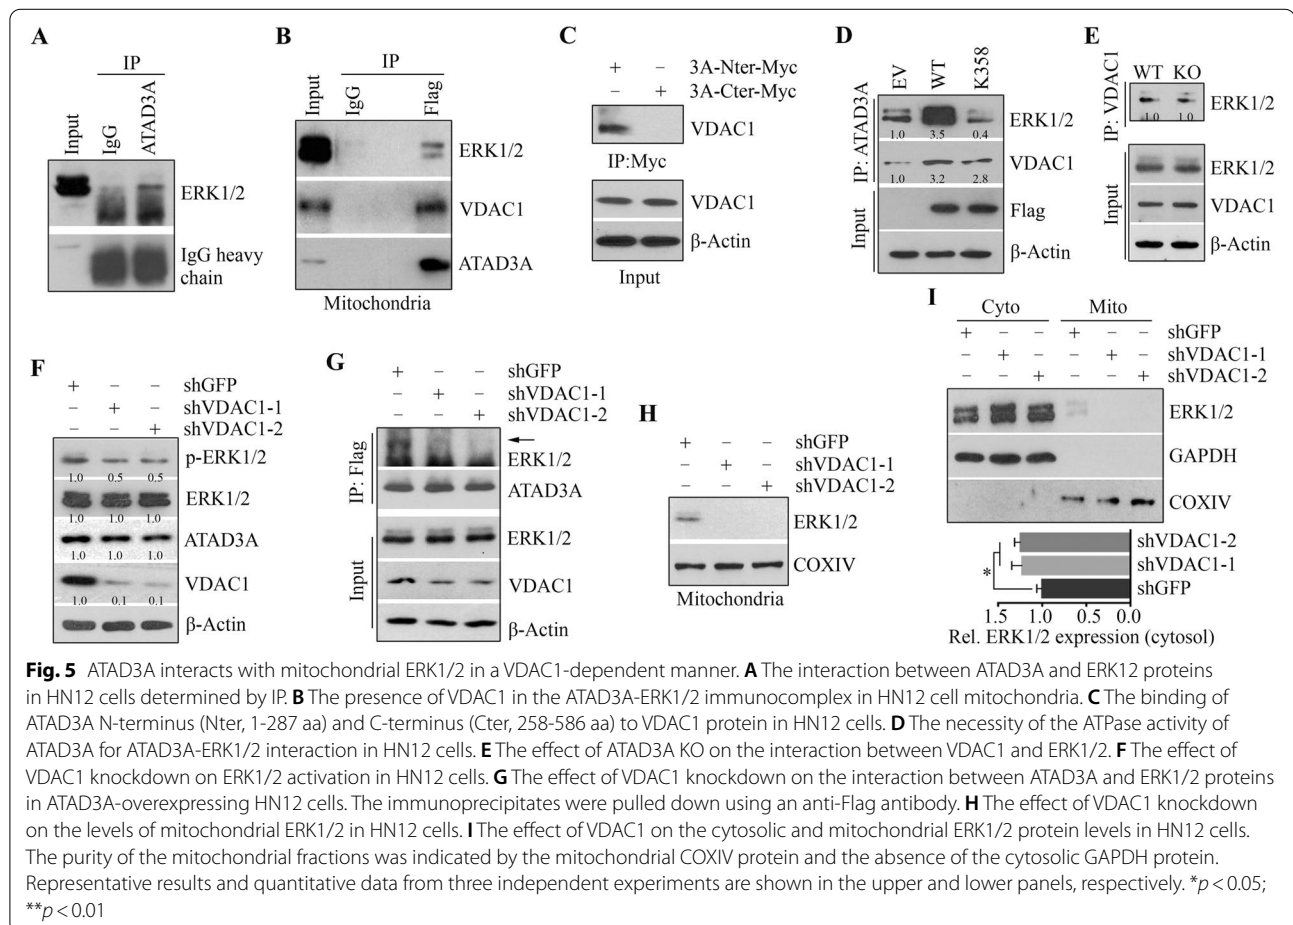 A
IP
Input
IgG
ATAD3A
ERK1/2
IgG heavy
chain
B
IP
Input
IgG
Flag
ERK1/2
VDAC1
ATAD3A
Mitochondria
C
+ – 3A-Nter-Myc
– + 3A-Cter-Myc
VDAC1
IP:Myc
VDAC1
β-Actin
Input
D
EV
WT
K358
IP: ATAD3A
ERK1/2
1.0 3.5 0.4
VDAC1
1.0 3.2 2.8
Input
Flag
β-Actin
E
WT KO
IP: VDAC1
ERK1/2
1.0 1.0
Input
ERK1/2
VDAC1
β-Actin
F
+ – – shGFP
– + – shVDAC1-1
– – + shVDAC1-2
p-ERK1/2
1.0 0.5 0.5
ERK1/2
1.0 1.0 1.0
ATAD3A
1.0 1.0 1.0
VDAC1
1.0 0.1 0.1
β-Actin
G
+ – – shGFP
– + – shVDAC1-1
– – + shVDAC1-2
IP: Flag
ERK1/2
ATAD3A
Input
ERK1/2
VDAC1
β-Actin
H
+ – – shGFP
– + – shVDAC1-1
– – + shVDAC1-2
ERK1/2
COXIV
Mitochondria
I
Cyto Mito
+ – – + – – shGFP
– + – – + – shVDAC1-1
– – + – – + shVDAC1-2
ERK1/2
GAPDH
COXIV
shVDAC1-2
shVDAC1-1
shGFP
*
1.5 1.0 0.5 0.0
Rel. ERK1/2 expression (cytosol)
Fig. 5 ATAD3A interacts with mitochondrial ERK1/2 in a VDAC1-dependent manner. A The interaction between ATAD3A and ERK12 proteins
in HN12 cells determined by IP. B The presence of VDAC1 in the ATAD3A-ERK1/2 immunocomplex in HN12 cell mitochondria. C The binding of
ATAD3A N-terminus (Nter, 1-287 aa) and C-terminus (Cter, 258-586 aa) to VDAC1 protein in HN12 cells. D The necessity of the ATPase activity of
ATAD3A for ATAD3A-ERK1/2 interaction in HN12 cells. E The effect of ATAD3A KO on the interaction between VDAC1 and ERK1/2. F The effect of
VDAC1 knockdown on ERK1/2 activation in HN12 cells. G The effect of VDAC1 knockdown on the interaction between ATAD3A and ERK1/2 proteins
in ATAD3A-overexpressing HN12 cells. The immunoprecipitates were pulled down using an anti-Flag antibody. H The effect of VDAC1 knockdown
on the levels of mitochondrial ERK1/2 in HN12 cells. I The effect of VDAC1 on the cytosolic and mitochondrial ERK1/2 protein levels in HN12 cells.
The purity of the mitochondrial fractions was indicated by the mitochondrial COXIV protein and the absence of the cytosolic GAPDH protein.
Representative results and quantitative data from three independent experiments are shown in the upper and lower panels, respectively. *p < 0.05;
**p < 0.01